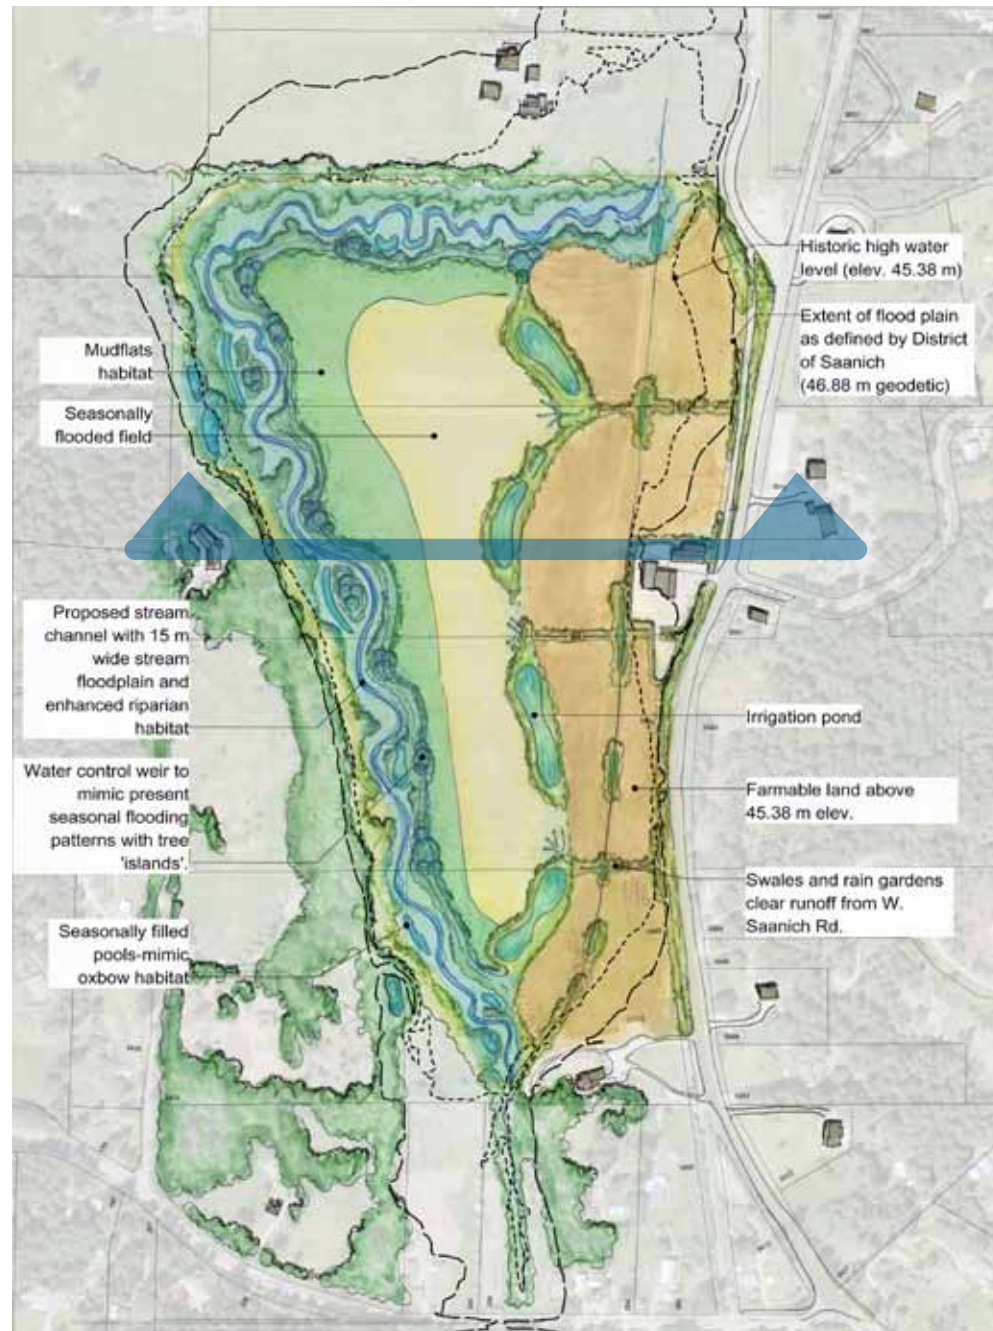 Historic high water
level (elev. 45.38 m)
Extent of flood plain
as defined by District
of Saanich
(46.88 m geodetic)
Mudflats
habitat
Seasonally
flooded field
Proposed stream
channel with 15 m
wide stream
floodplain and
enhanced riparian
habitat
Irrigation pond
Water control weir to
mimic present
seasonal flooding
patterns with tree
'islands'.
Farmable land above
45.38 m elev.
Swales and rain gardens
clear runoff from W.
Saanich Rd.
Seasonally filled
pools-mimic
oxbow habitat